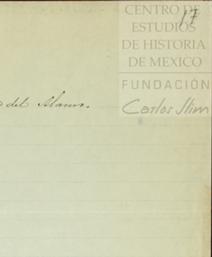 17
CENTRO DE
ESTUDIOS
DE HISTORIA
DE MEXICO
FUNDACIÓN
Carlos Slim
del Alamo.